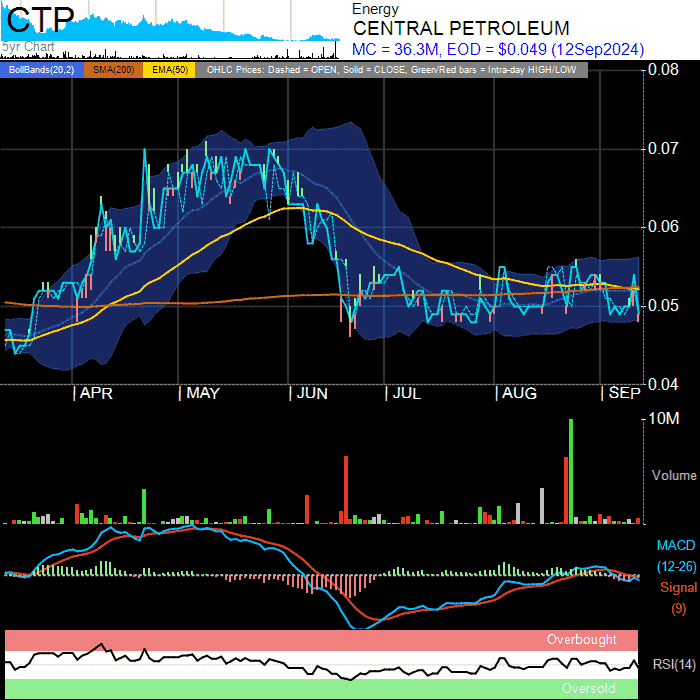 CTP
5yr Chart
Energy
CENTRAL PETROLEUM
MC = 36.3M, EOD = $0.049 (12Sep2024)
BollBands(20,2) SMA(200) EMA(50) OHLC Prices: Dashed = OPEN, Solid = CLOSE, Green/Red bars = Intra-day HIGH/LOW
0.08
0.07
0.06
0.05
0.04
APR MAY JUN JUL AUG SEP
10M
Volume
MACD
(12-26)
Signal
(9)
Overbought
RSI(14)
Oversold